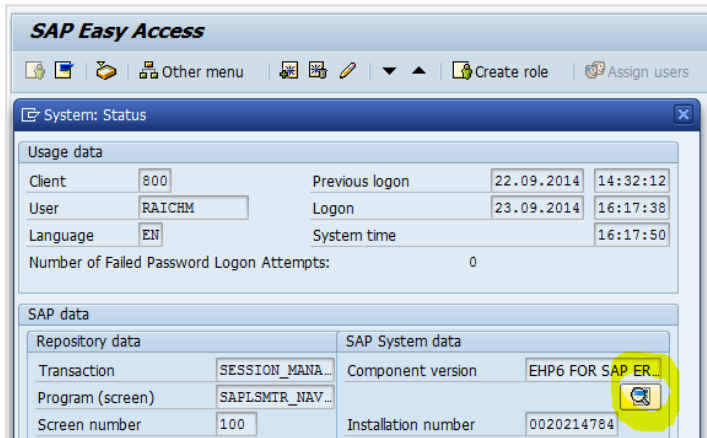 SAP Easy Access
Other menu Create role Assign users
System: Status
Usage data
Client 800 Previous logon 22.09.2014 14:32:12
User RAICHM Logon 23.09.2014 16:17:38
Language EN System time 16:17:50
Number of Failed Password Logon Attempts: 0
SAP data
Repository data SAP System data
Transaction SESSION_MANA... Component version EHP6 FOR SAP ER...
Program (screen) SAPLSMTR_NAV...
Screen number 100 Installation number 0020214784